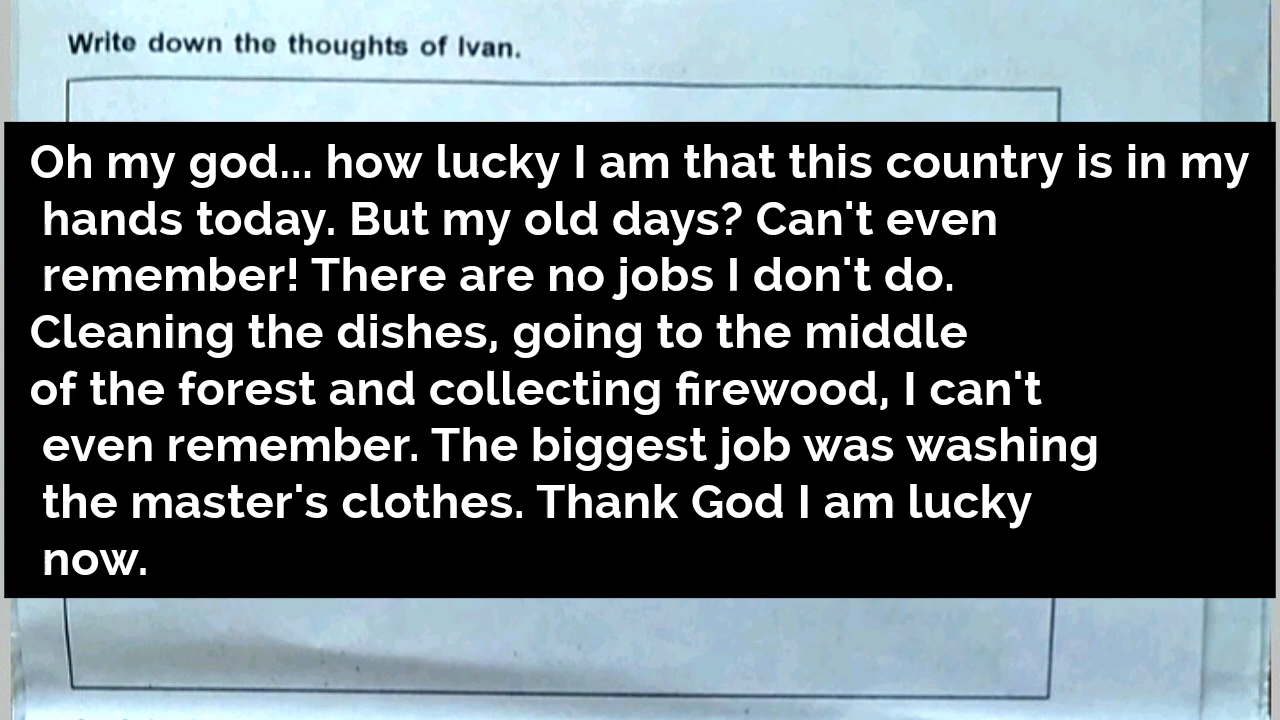 Write down the thoughts of Ivan.
Oh my god... how lucky I am that this country is in my
hands today. But my old days? Can't even
remember! There are no jobs I don't do.
Cleaning the dishes, going to the middle
of the forest and collecting firewood, I can't
even remember. The biggest job was washing
the master's clothes. Thank God I am lucky
now.